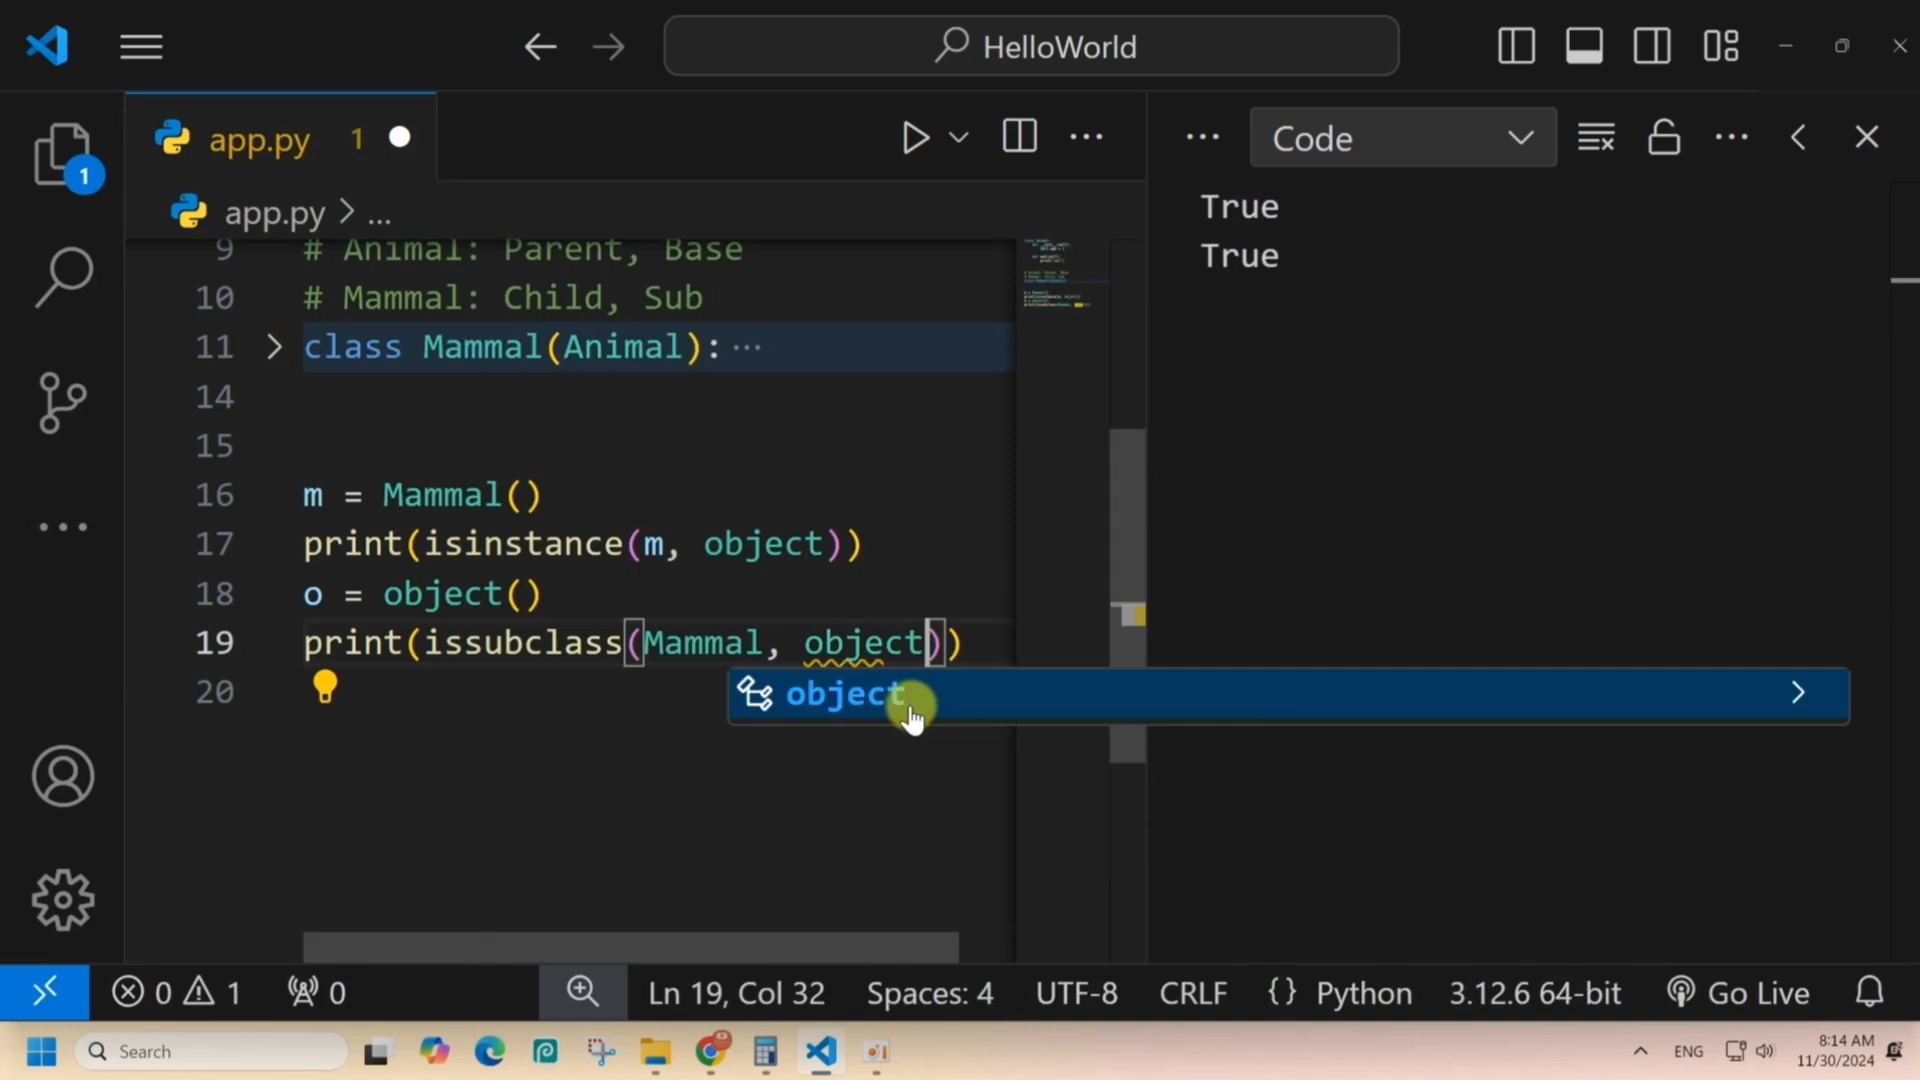 HelloWorld
app.py 1
app.py > ...
9 # Animal: Parent, Base
10 # Mammal: Child, Sub
11 class Mammal(Animal):...
14
15
16 m = Mammal()
17 print(isinstance(m, object))
18 o = object()
19 print(issubclass(Mammal, object))
20
object
Code
True
True
1
0 1 0
Ln 19, Col 32
Spaces: 4
UTF-8
CRLF
{} Python
3.12.6 64-bit
Go Live
Search
ENG
8:14 AM
11/30/2024